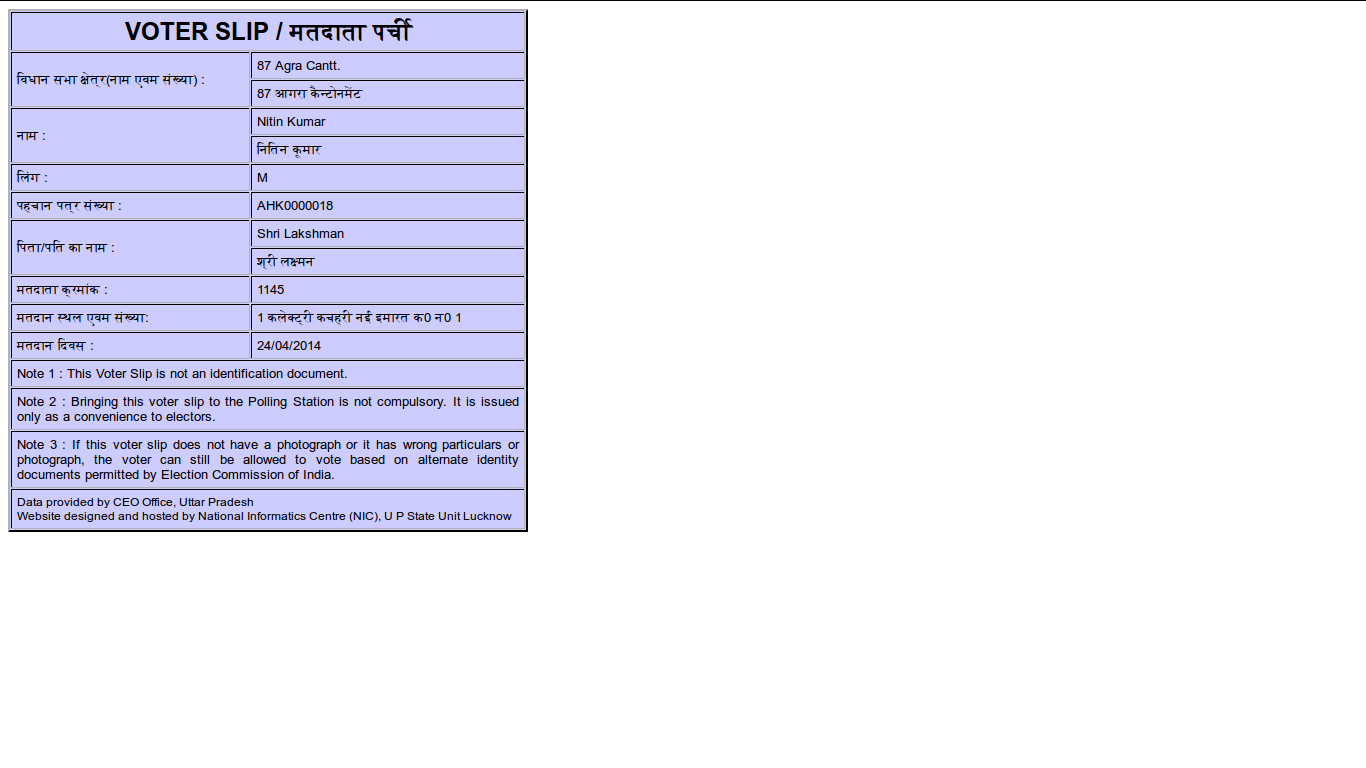 VOTER SLIP / मतदाता पर्ची
विधान सभा क्षेत्र(नाम एवम संख्या) :
87 Agra Cantt.
87 आगरा कैन्टोनमेंट
नाम :
Nitin Kumar
नितिन कूमार
लिंग :
M
पहचान पत्र संख्या :
AHK0000018
पिता/पति का नाम :
Shri Lakshman
श्री लक्ष्मन
मतदाता क्रमांक :
1145
मतदान स्थल एवम संख्या:
1 कलेक्ट्री कचहरी नईं इमारत क0 न0 1
मतदान दिवस :
24/04/2014
Note 1 : This Voter Slip is not an identification document.
Note 2 : Bringing this voter slip to the Polling Station is not compulsory. It is issued
only as a convenience to electors.
Note 3 : If this voter slip does not have a photograph or it has wrong particulars or
photograph, the voter can still be allowed to vote based on alternate identity
documents permitted by Election Commission of India.
Data provided by CEO Office, Uttar Pradesh
Website designed and hosted by National Informatics Centre (NIC), U P State Unit Lucknow